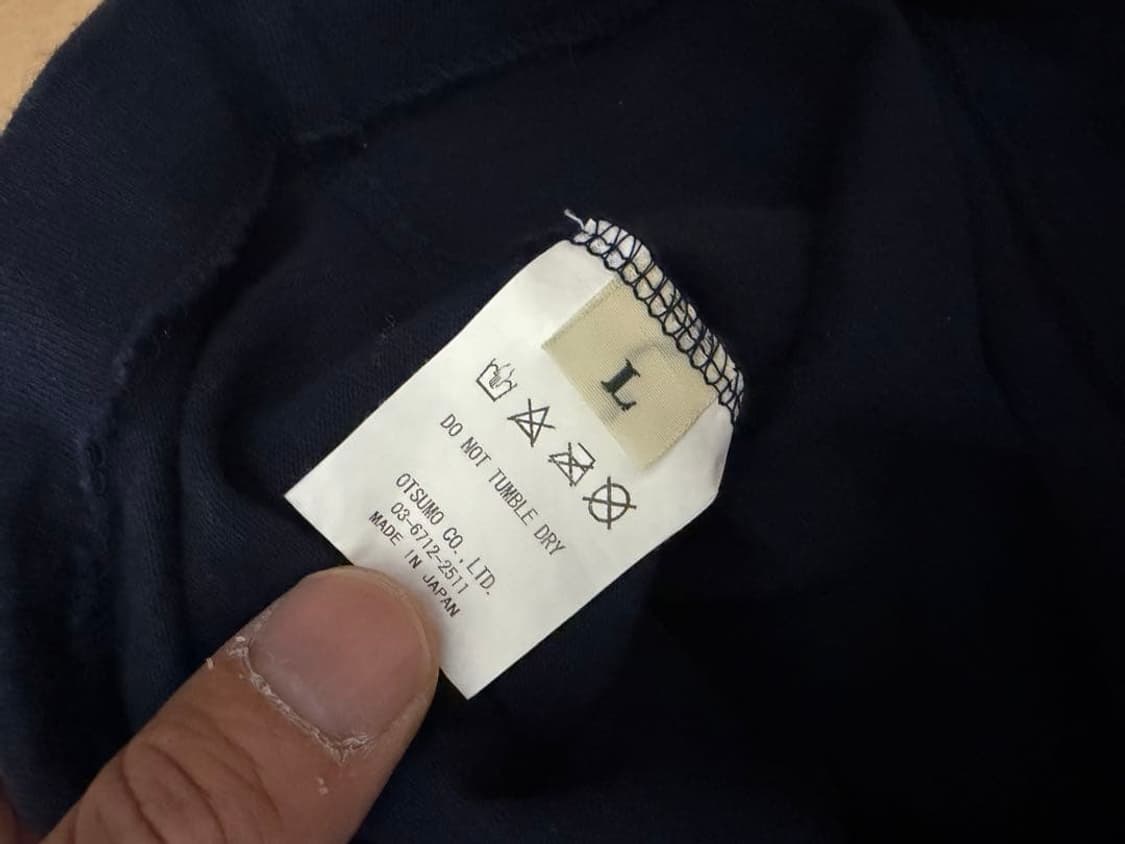 L
DO NOT TUMBLE DRY
OTSUMO CO.,LTD.
03-6712-2511
MADE IN JAPAN